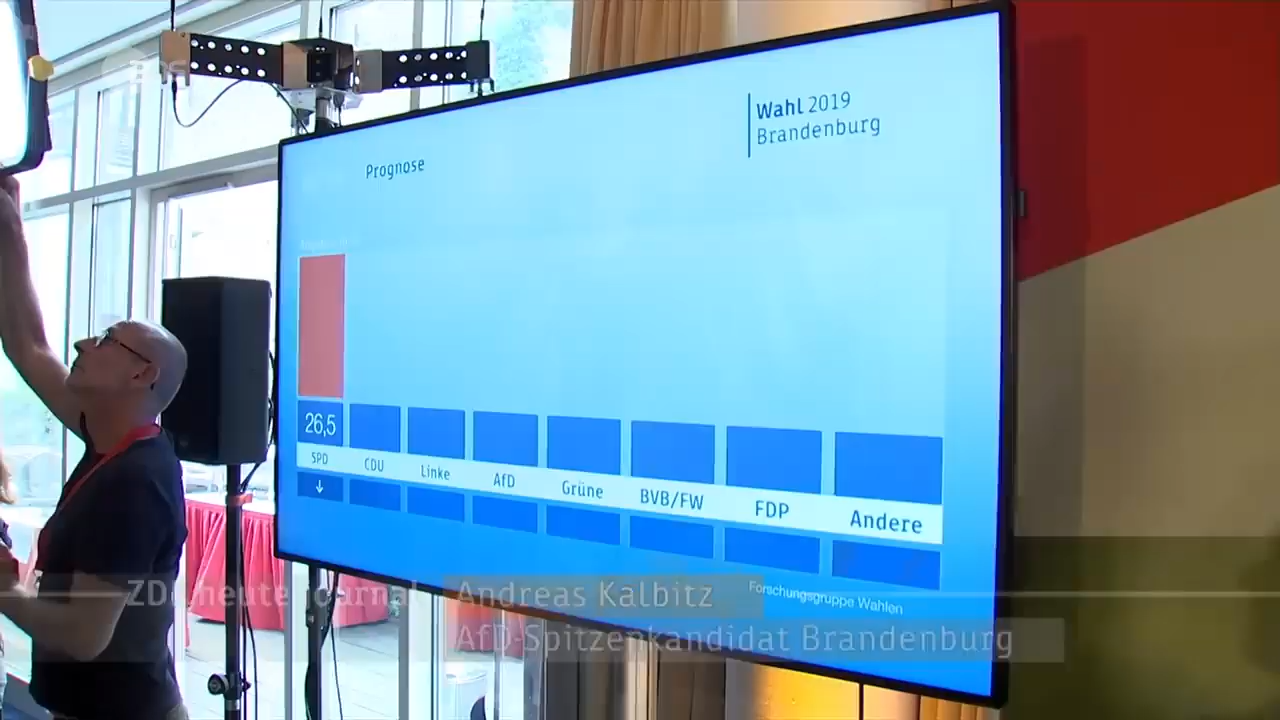 Wahl 2019
Brandenburg
Prognose
26,5
SPD CDU Linke AfD Grüne BVB/FW FDP Andere
Forschungsgruppe Wahlen
heute journal
Andreas Kalbitz
AfD-Spitzenkandidat Brandenburg